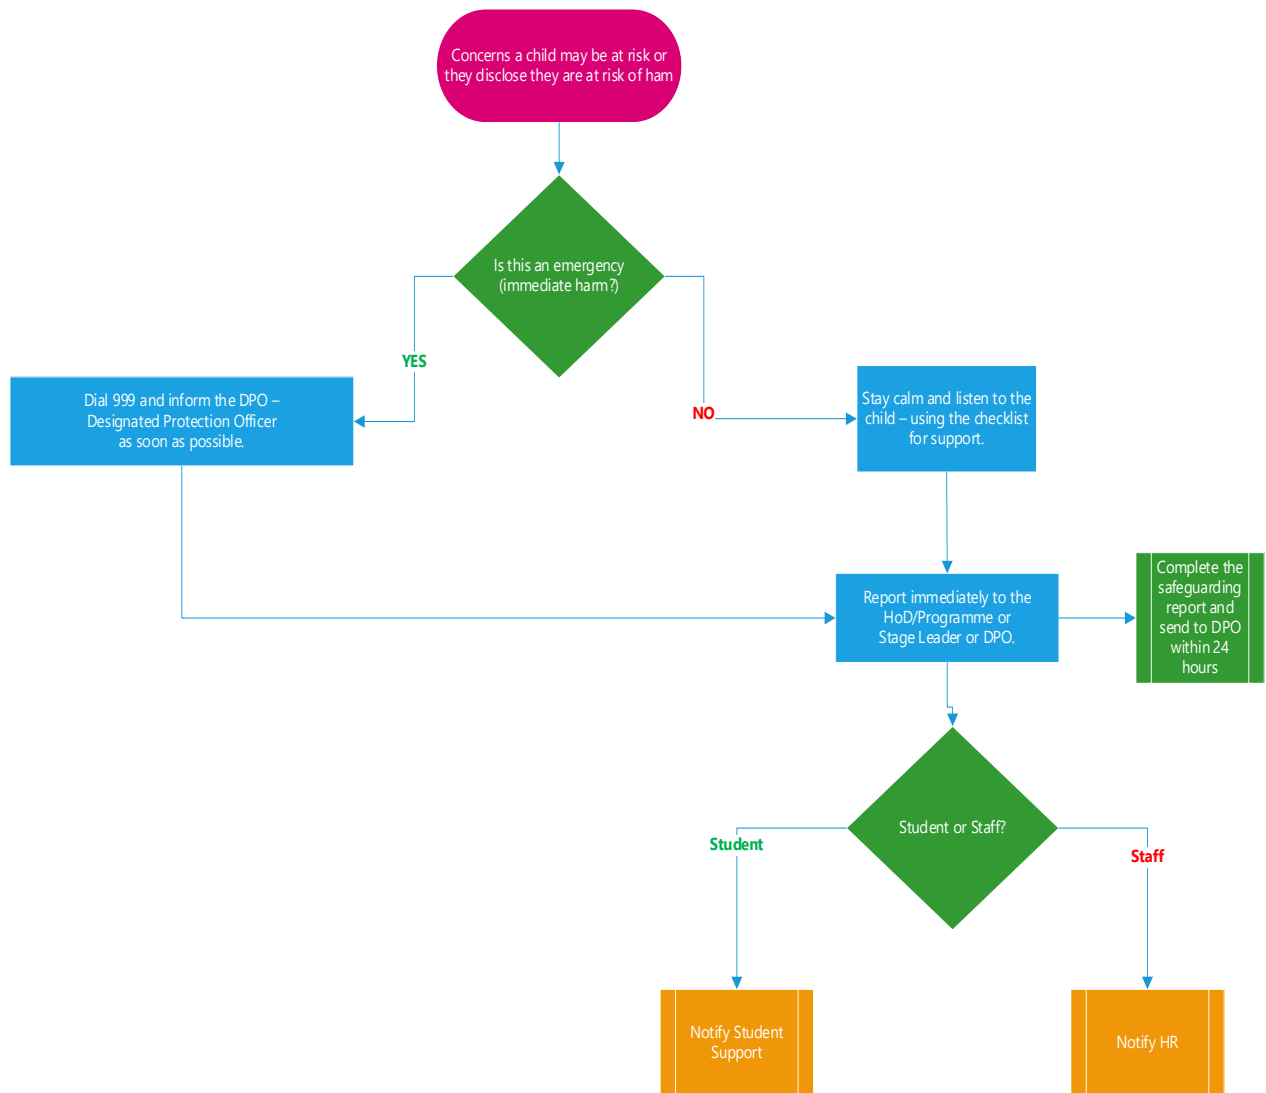 Concerns a child may be at risk or
they disclose they are at risk of ham
Is this an emergency
(immediate harm?)
YES
NO
Dial 999 and inform the DPO –
Designated Protection Officer
as soon as possible.
Stay calm and listen to the
child – using the checklist
for support.
Report immediately to the
HoD/Programme or
Stage Leader or DPO.
Complete the
safeguarding
report and
send to DPO
within 24
hours
Student or Staff?
Student
Staff
Notify Student
Support
Notify HR